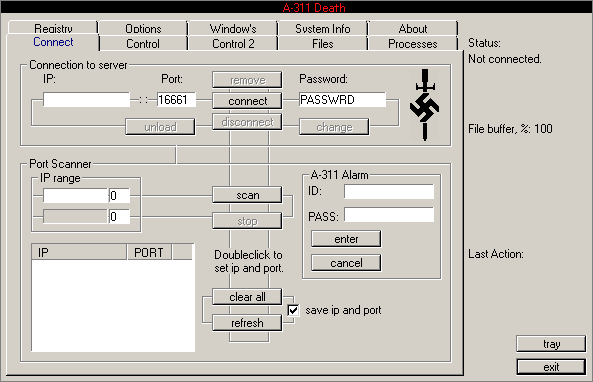 A-311 Death
Registry Options Window's System Info About
Connect Control Control 2 Files Processes
Status:
Not connected.
Connection to server
IP: Port: remove Password:
:: 16661 connect PASSWRD
unload disconnect change
File buffer, %: 100
Port Scanner
IP range
0
0
scan
stop
A-311 Alarm
ID:
PASS:
enter
cancel
IP PORT
Doubleclick to
set ip and port.
clear all
refresh
save ip and port
Last Action:
tray
exit